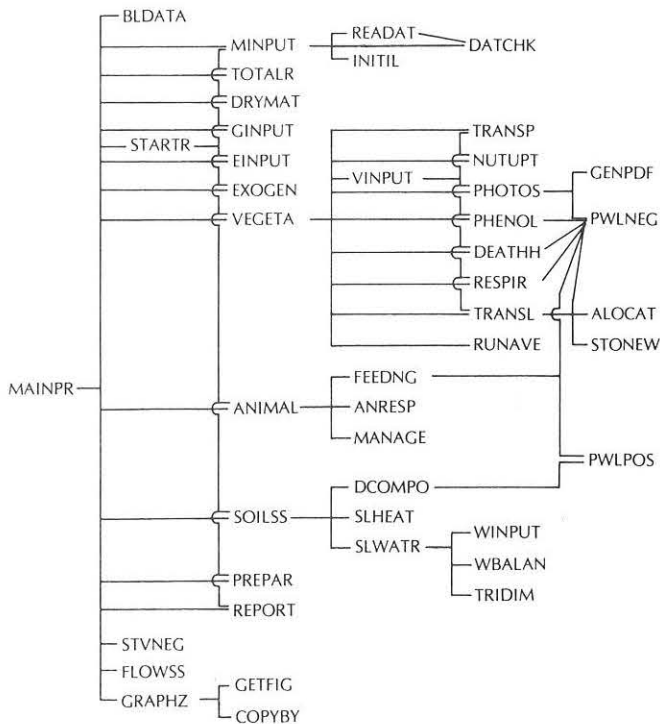 BLDATA
READAT
MINPUT
DATCHK
INITIL
TOTALR
DRYMAT
GINPUT
TRANSP
STARTR
EINPUT
NUTUPT
GENPDF
VINPUT
EXOGEN
PHOTOS
VEGETA
PHENOL
PWLNEG
DEATHH
RESPIR
TRANSL
ALOCAT
RUNAVE
STONEW
FEEDNG
MAINPR
ANIMAL
ANRESP
MANAGE
PWLPOS
DCOMPO
SOILSS
SLHEAT
WINPUT
SLWATR
WBALAN
PREPAR
TRIDIM
REPORT
STVNEG
FLOWSS
GETFIG
GRAPHZ
COPYBY